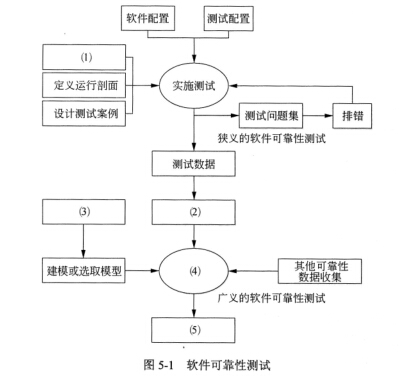 软件配置
测试配置
(1)
定义运行剖面
设计测试案例
实施测试
测试问题集
排错
狭义的软件可靠性测试
测试数据
(3)
(2)
建模或选取模型
(4)
其他可靠性
数据收集
广义的软件可靠性测试
(5)
图 5-1 软件可靠性测试